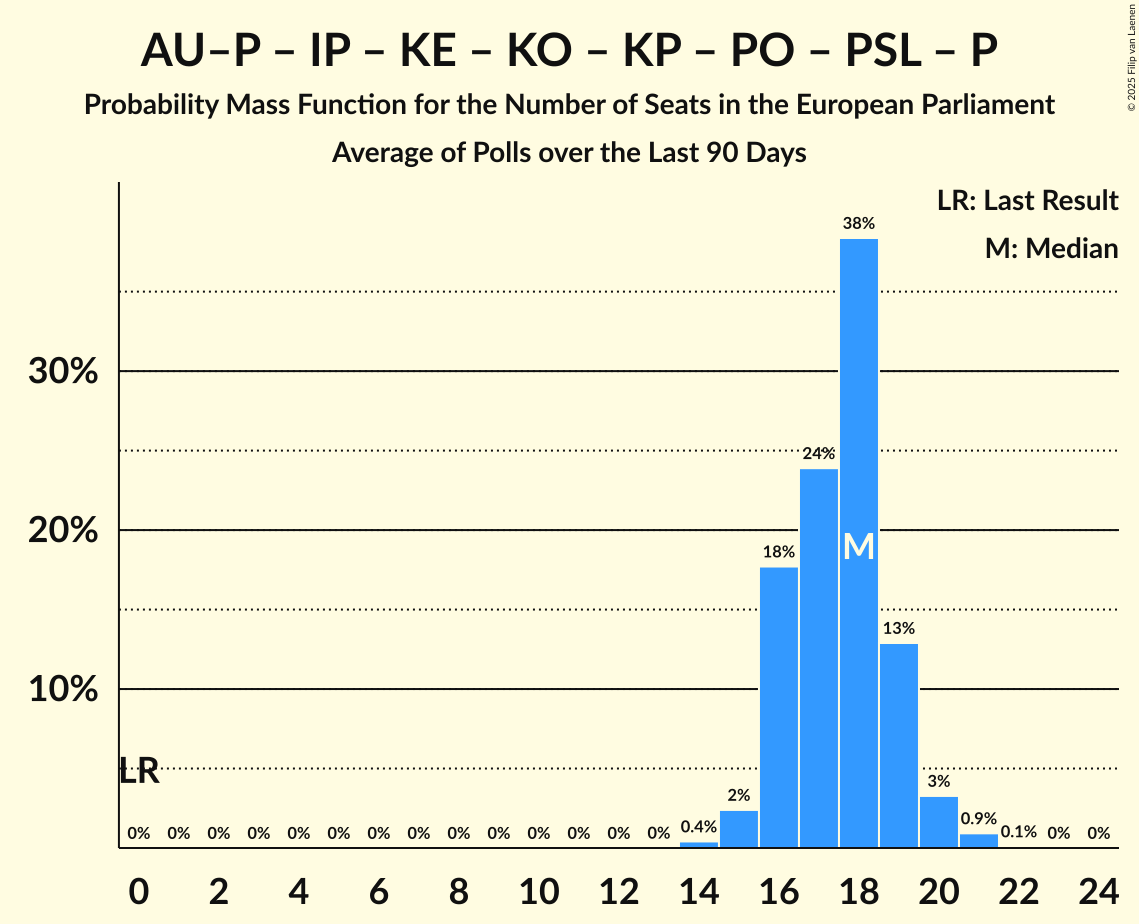 AU–P – IP – KE – KO – KP – PO – PSL – P
Probability Mass Function for the Number of Seats in the European Parliament
Average of Polls over the Last 90 Days
© 2025 Filip van Laenen
LR: Last Result
M: Median
38%
30%
24%
20%
M
18%
13%
10%
LR
3%
2%
0% 0% 0% 0% 0% 0% 0% 0% 0% 0% 0% 0% 0% 0% 0.4% 0.9% 0.1% 0% 0%
0 2 4 6 8 10 12 14 16 18 20 22 24